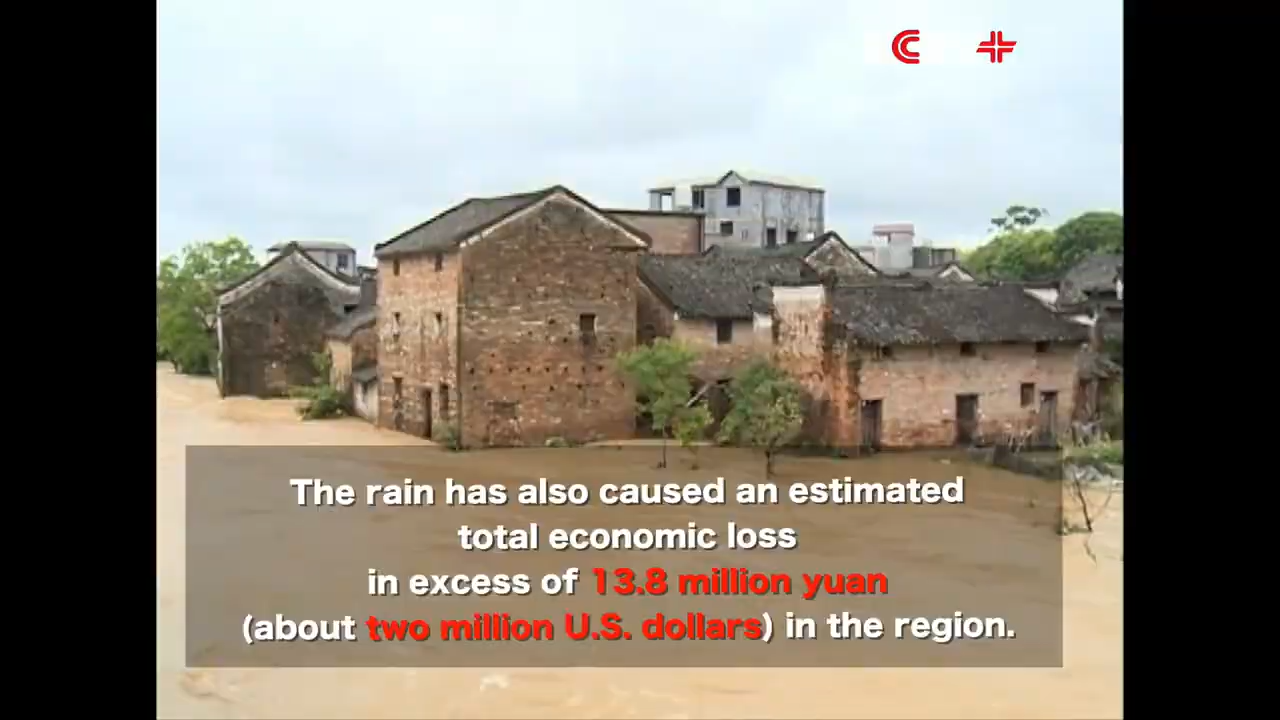 The rain has also caused an estimated
total economic loss
in excess of 13.8 million yuan
(about two million U.S. dollars) in the region.